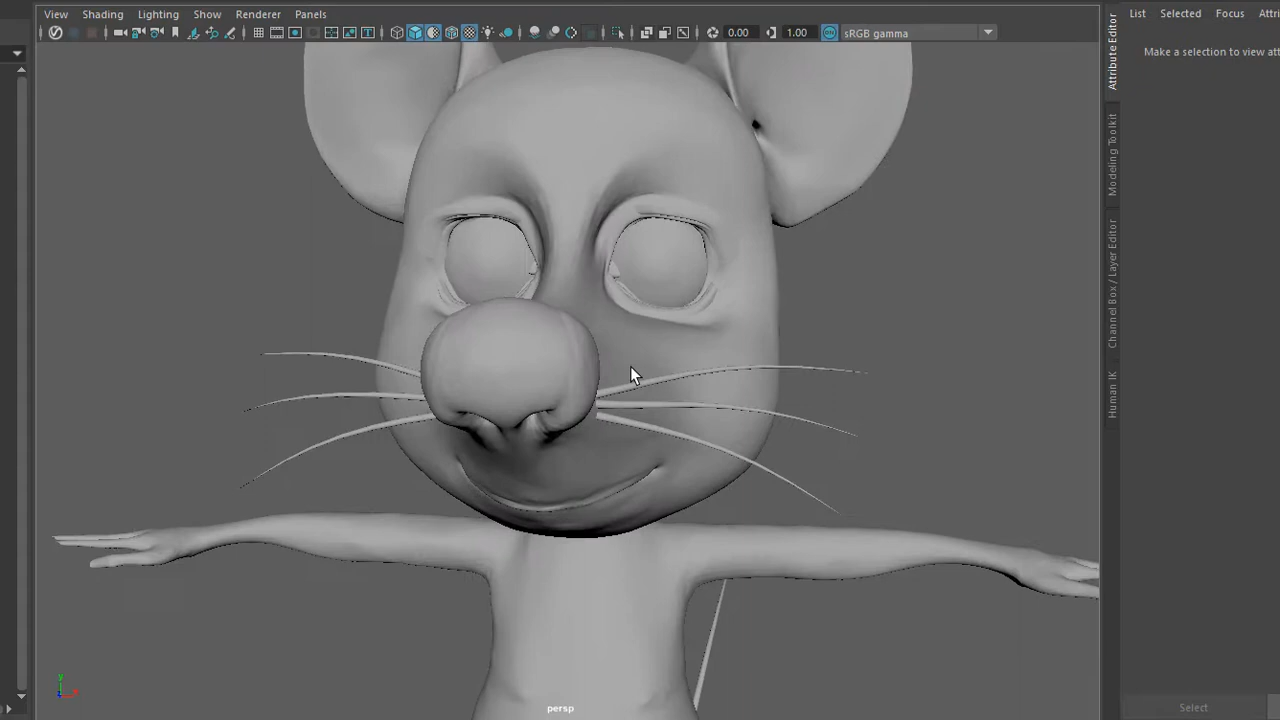 View Shading Lighting Show Renderer Panels
List Selected Focus Attri
0.00 1.00 sRGB gamma
Make a selection to view att
Attribute Editor
Modeling Toolkit
Channel Box / Layer Editor
Human IK
y
persp
Select